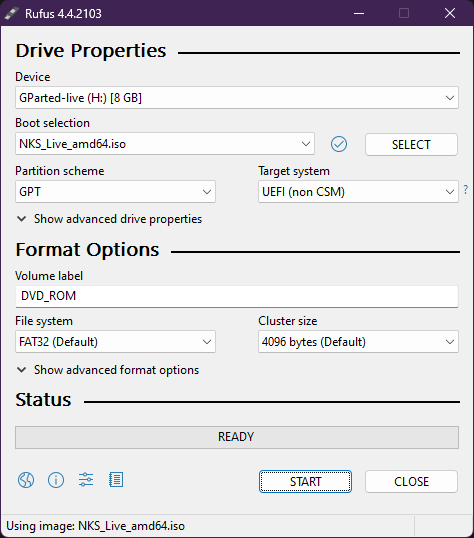 Rufus 4.4.2103
Drive Properties
Device
GParted-live (H:) [8 GB]
Boot selection
NKS_Live_amd64.iso
SELECT
Partition scheme
Target system
GPT
UEFI (non CSM)
?
Show advanced drive properties
Format Options
Volume label
DVD_ROM
File system
Cluster size
FAT32 (Default)
4096 bytes (Default)
Show advanced format options
Status
READY
START
CLOSE
Using image: NKS_Live_amd64.iso